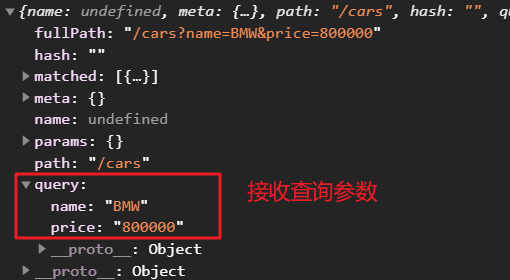 ▼{name: undefined, meta: {…}, path: "/cars", hash: "", qu
fullPath: "/cars?name=BMW&price=800000"
hash: ""
▶ matched: [{…}]
▶ meta: {}
name: undefined
▶ params: {}
path: "/cars"
▼ query:
name: "BMW"
price: "800000"
▶ __proto__: Object
▶ __proto__: Object
接收查询参数